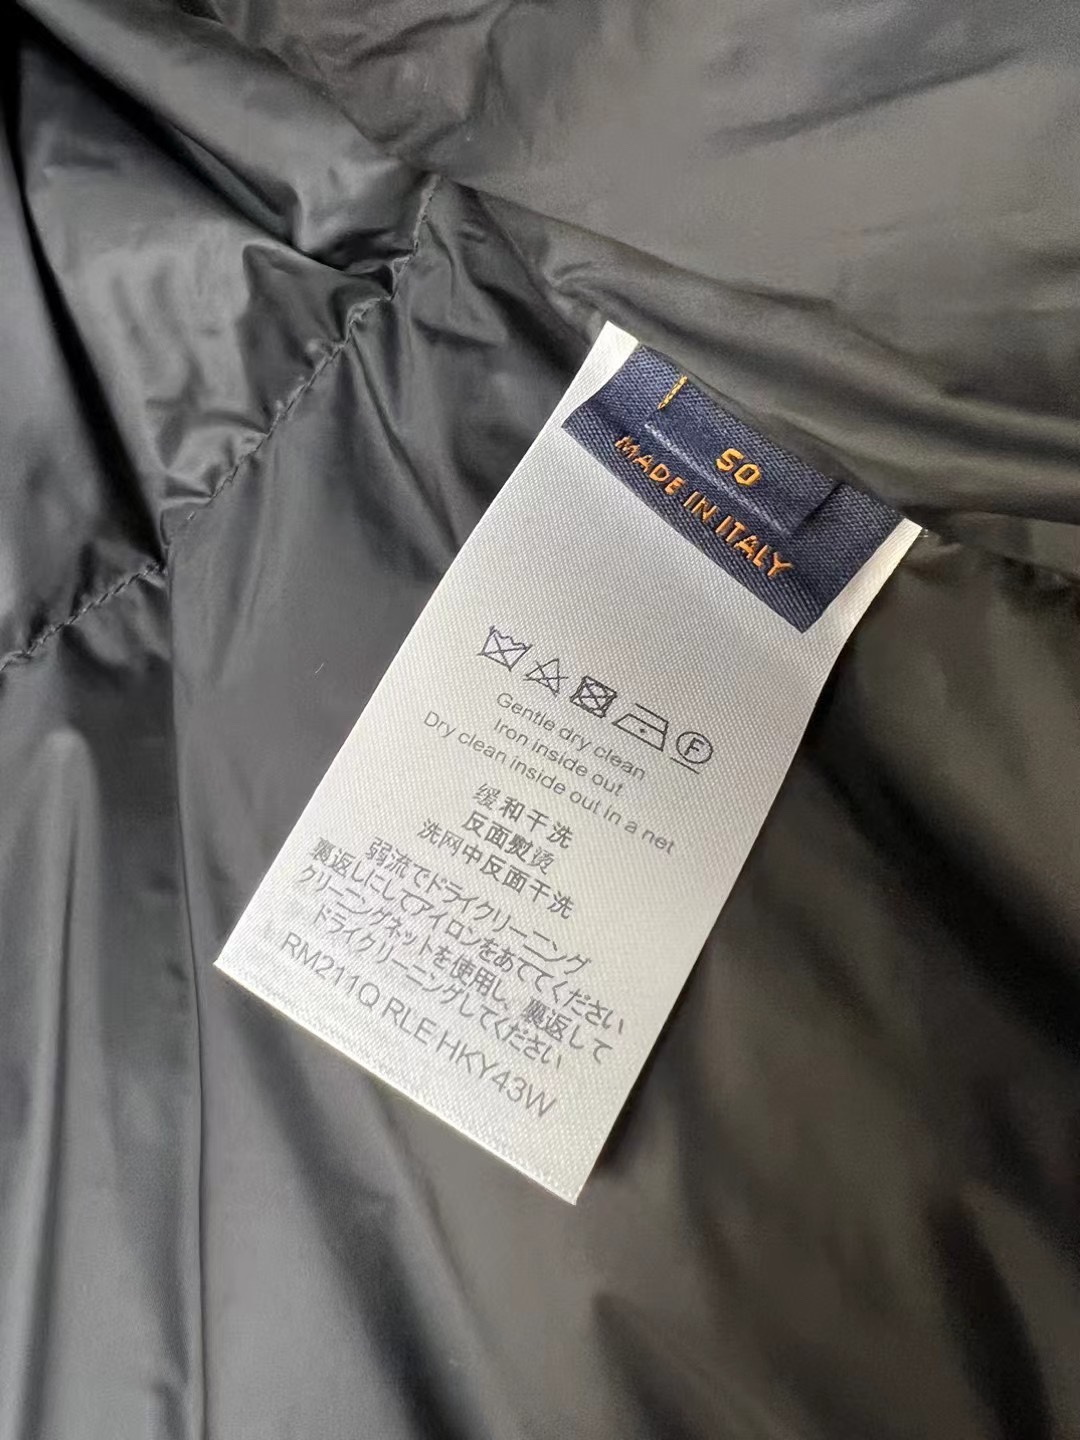 50
MADE IN ITALY
F
Gentle dry clean
Iron inside out
Dry clean inside out in a net
缓和干洗
反面熨烫
洗网中反面干洗
弱流でドライクリーニング
裏返しにしてアイロンをあててください
クリーニングネットを使用し、裏返して
ドライクリーニングしてください
RM211Q RLE HKY43W